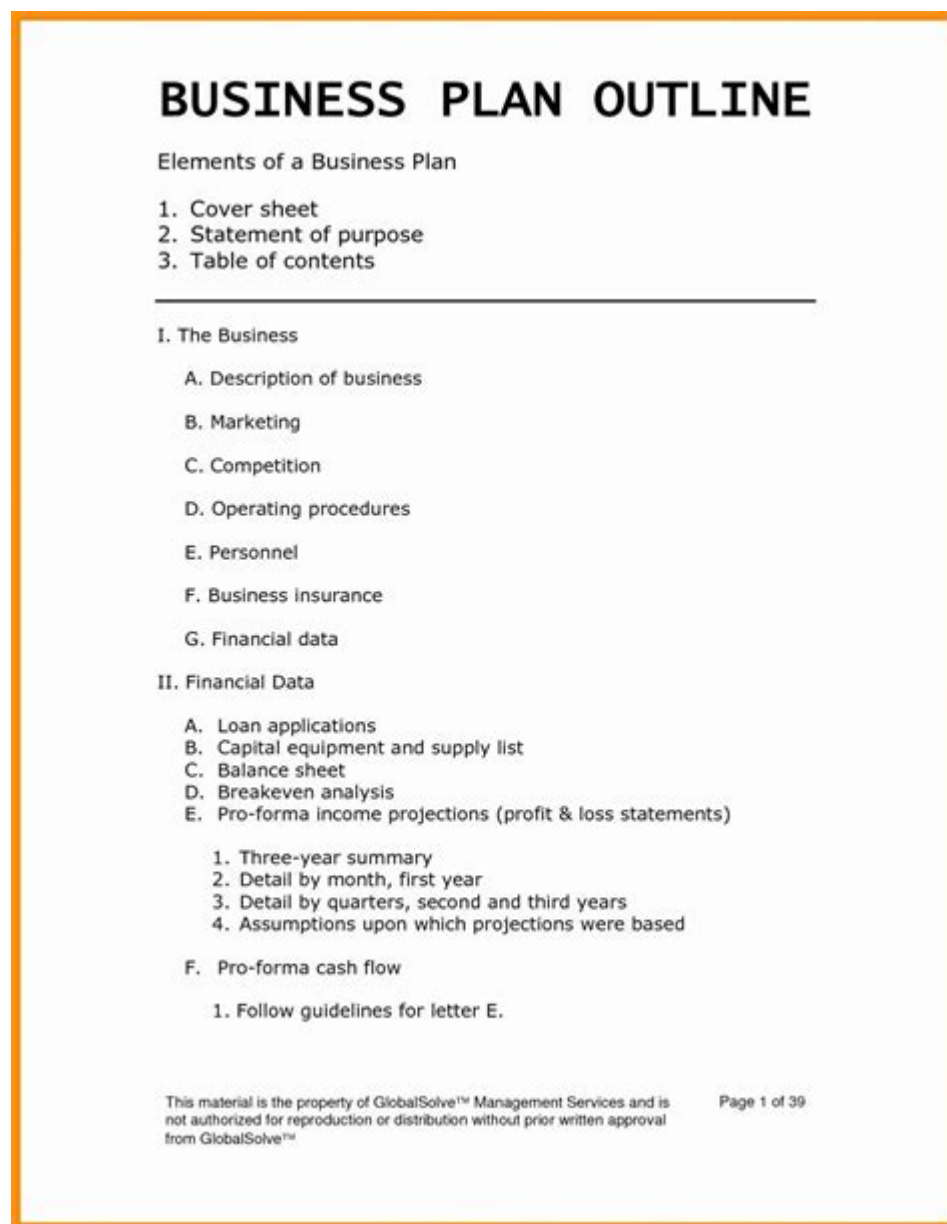 BUSINESS PLAN OUTLINE
Elements of a Business Plan
1. Cover sheet
2. Statement of purpose
3. Table of contents
I. The Business
A. Description of business
B. Marketing
C. Competition
D. Operating procedures
E. Personnel
F. Business insurance
G. Financial data
II. Financial Data
A. Loan applications
B. Capital equipment and supply list
C. Balance sheet
D. Breakeven analysis
E. Pro-forma income projections (profit & loss statements)
1. Three-year summary
2. Detail by month, first year
3. Detail by quarters, second and third years
4. Assumptions upon which projections were based
F. Pro-forma cash flow
1. Follow guidelines for letter E.
This material is the property of GlobalSolve™ Management Services and is
not authorized for reproduction or distribution without prior written approval
from GlobalSolve™
Page 1 of 39